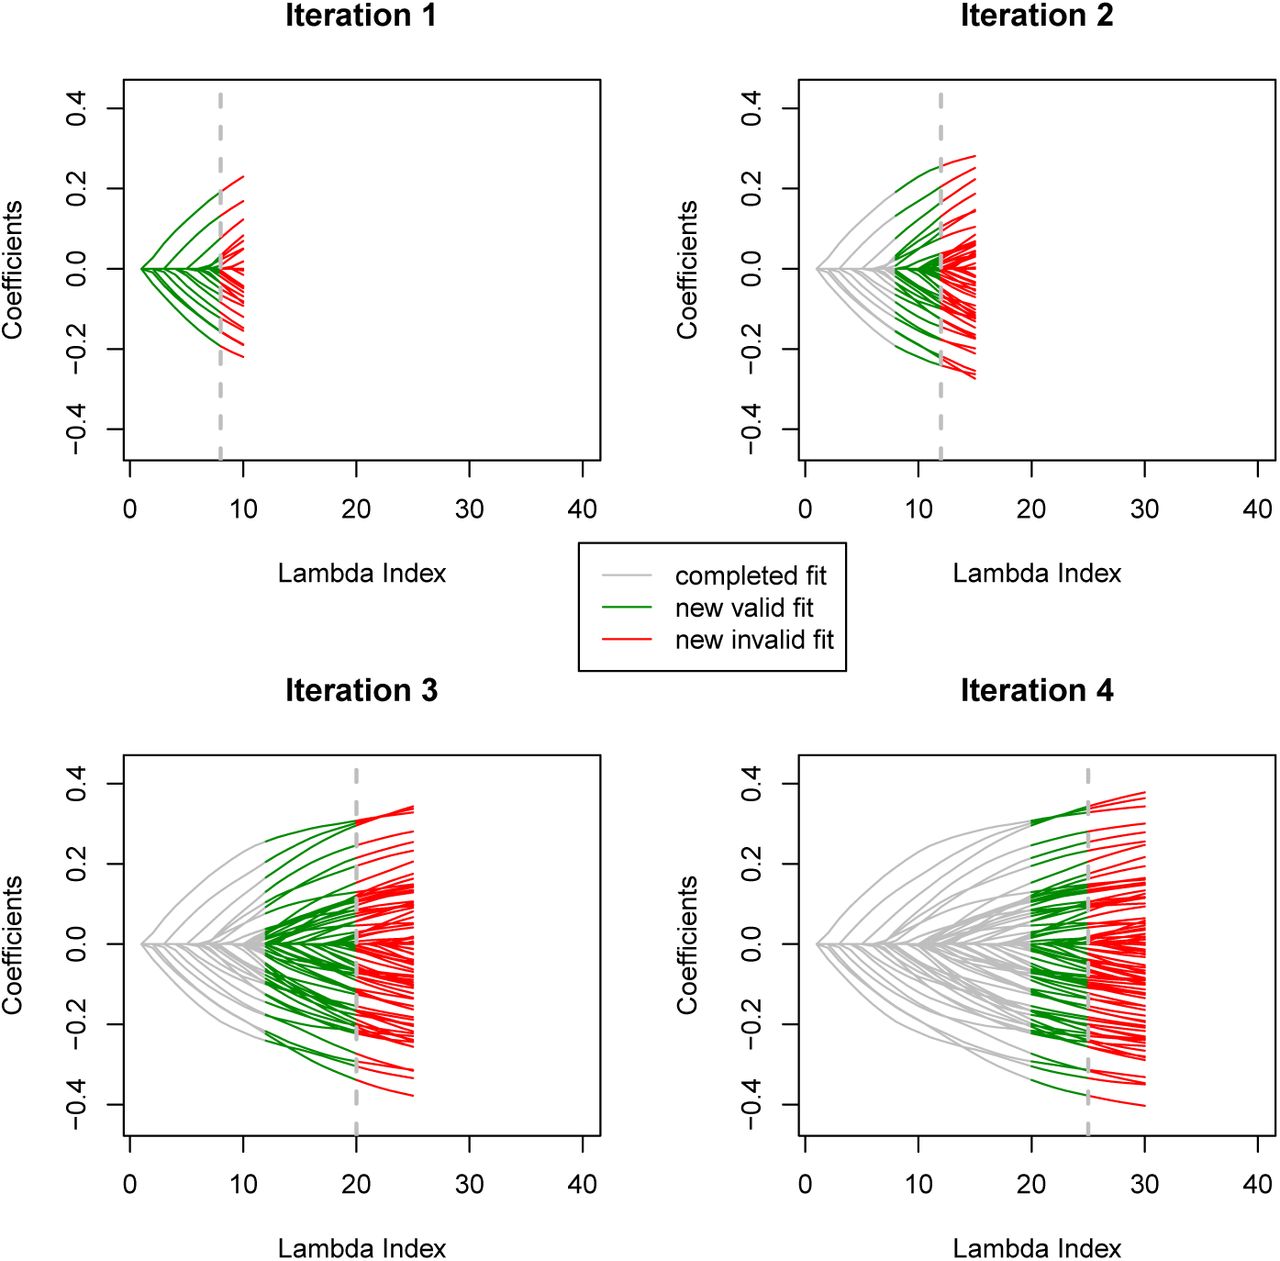 Iteration 1
Coefficients
0.4
0.2
0.0
−0.2
−0.4
0 10 20 30 40
Lambda Index
Iteration 2
Coefficients
0.4
0.2
0.0
−0.2
−0.4
0 10 20 30 40
Lambda Index
completed fit
new valid fit
new invalid fit
Iteration 3
Coefficients
0.4
0.2
0.0
−0.2
−0.4
0 10 20 30 40
Lambda Index
Iteration 4
Coefficients
0.4
0.2
0.0
−0.2
−0.4
0 10 20 30 40
Lambda Index